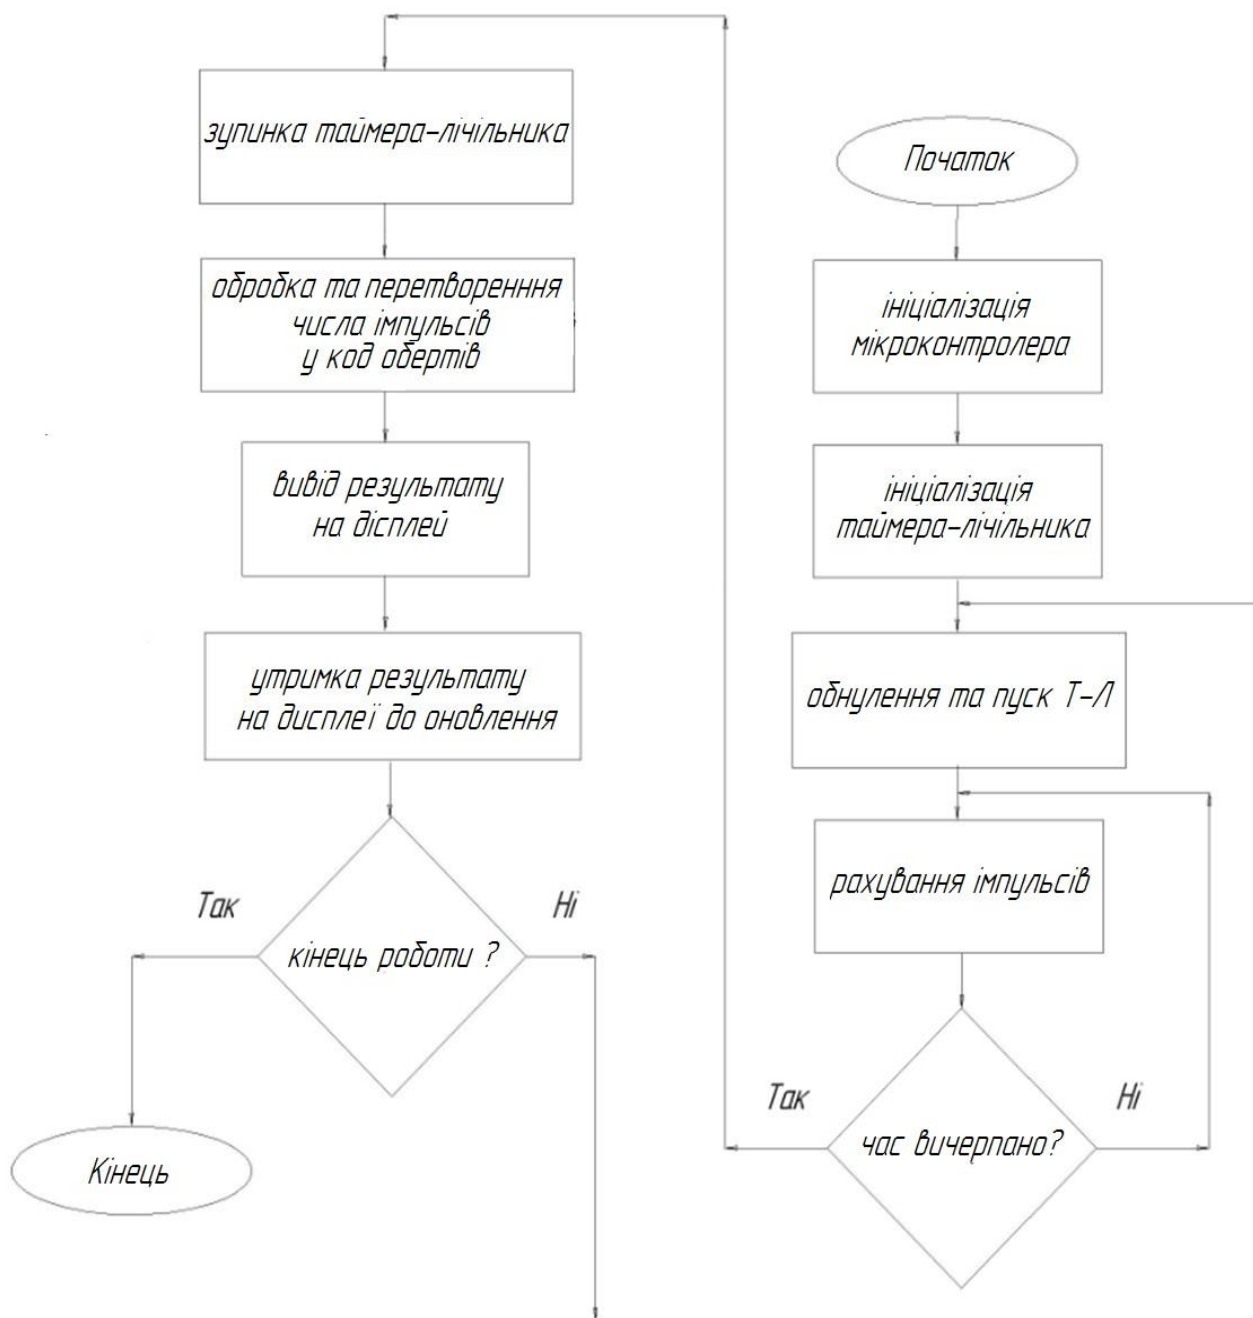 Початок
ініціалізація
мікроконтролера
ініціалізація
таймера-лічільника
обнулення та пуск Т-Л
рахування імпульсів
час вичерпано?
Так
Ні
зупинка таймера-лічільника
обробка та перетворенння
числа імпульсів
у код обертів
вивід результату
на дісплей
утримка результату
на дисплеї до оновлення
кінець роботи ?
Так
Ні
Кінець